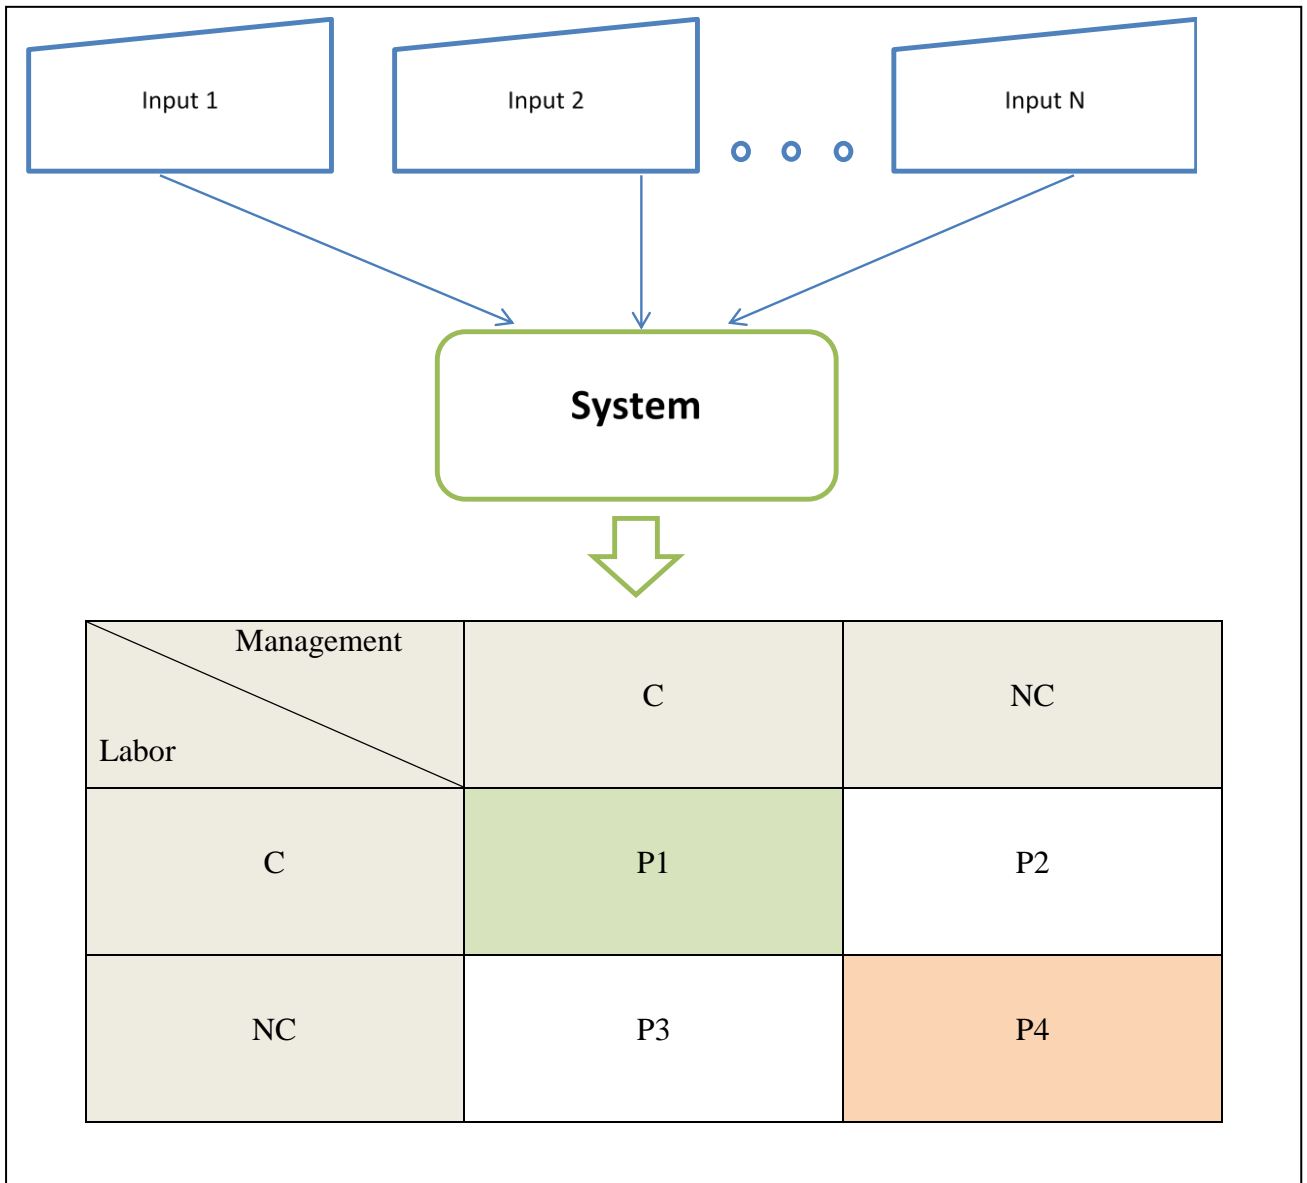 Input 1
Input 2
Input N
System
Management
Labor
C
NC
C
P1
P2
NC
P3
P4